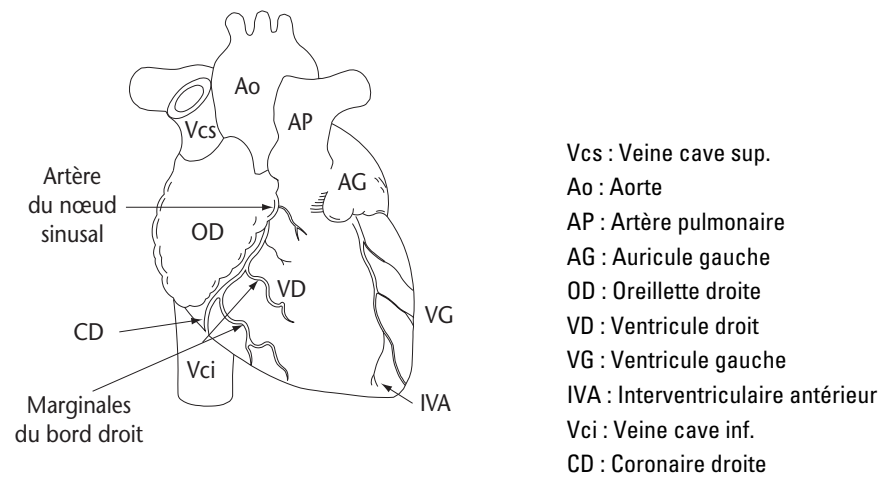 Ao
Vcs
AP
Artère
du nœud
sinusal
AG
OD
VD
VG
CD
Vci
IVA
Marginales
du bord droit
Vcs : Veine cave sup.
Ao : Aorte
AP : Artère pulmonaire
AG : Auricule gauche
OD : Oreillette droite
VD : Ventricule droit
VG : Ventricule gauche
IVA : Interventriculaire antérieur
Vci : Veine cave inf.
CD : Coronaire droite